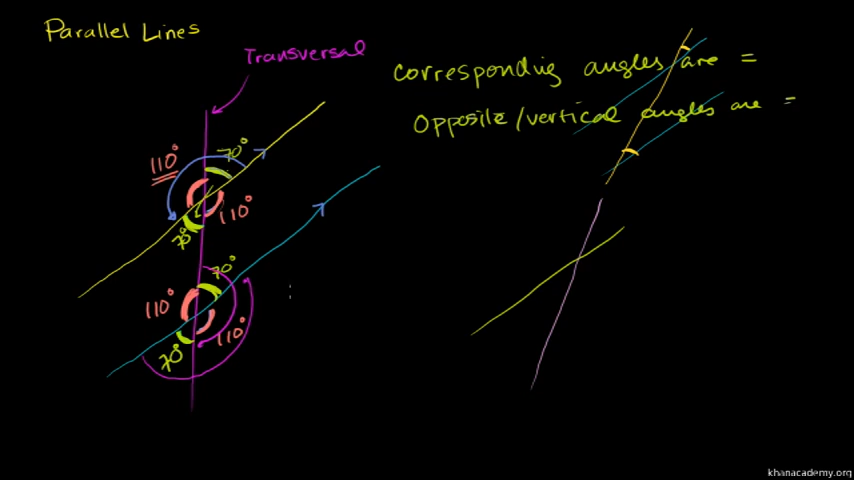 Parallel Lines
Transversal
corresponding angles are =
opposite/vertical angles are =
110°
70°
110°
70°
70°
110°
110°
70°
khanacademy.org